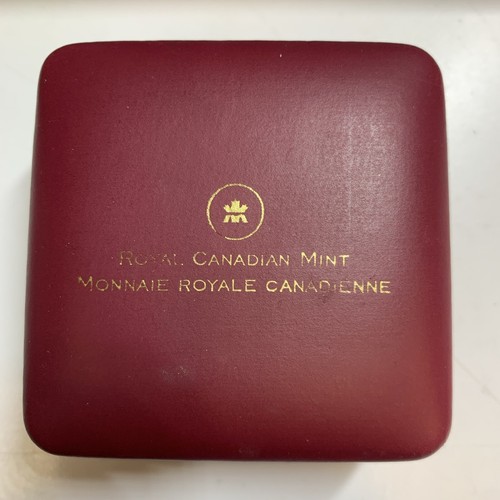 ROYAL CANADIAN MINT
MONNAIE ROYALE CANADIENNE